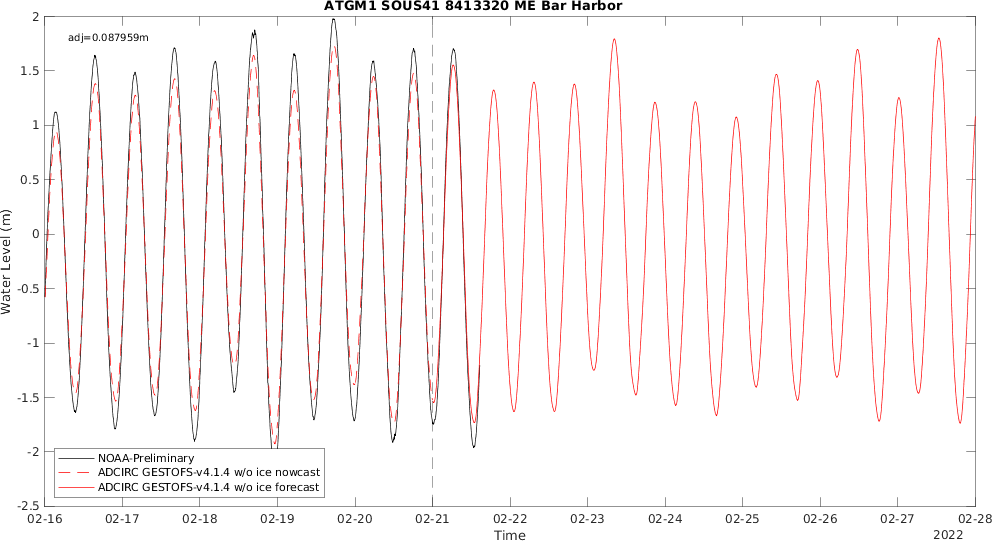 ATGM1 SOUS41 8413320 ME Bar Harbor
adj=0.087959m
2
1.5
1
0.5
0
-0.5
-1
-1.5
-2
-2.5
Water Level (m)
NOAA-Preliminary
ADCIRC GESTOFS-v4.1.4 w/o ice nowcast
ADCIRC GESTOFS-v4.1.4 w/o ice forecast
02-16 02-17 02-18 02-19 02-20 02-21 02-22 02-23 02-24 02-25 02-26 02-27 02-28
Time
2022